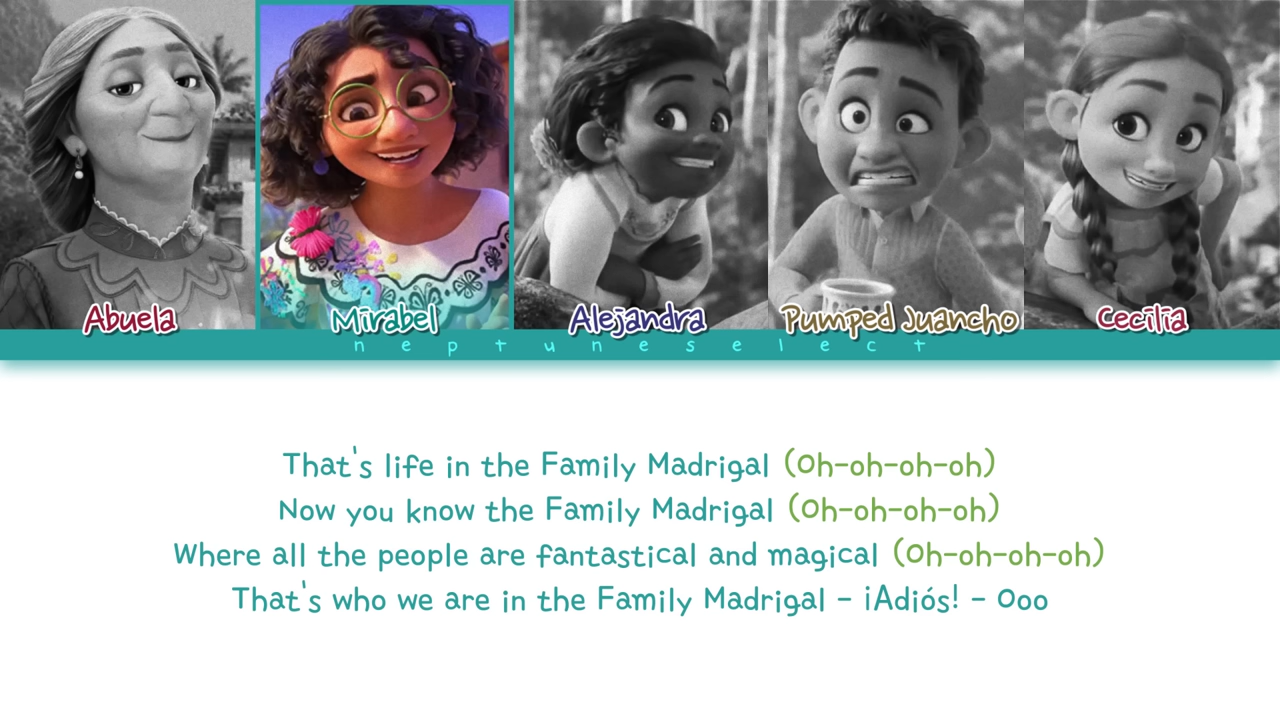 Abuela
Mirabel
Alejandra
Pumped Juancho
Cecilia
neptuneselect
That's life in the Family Madrigal (Oh-oh-oh-oh)
Now you know the Family Madrigal (Oh-oh-oh-oh)
Where all the people are fantastical and magical (Oh-oh-oh-oh)
That's who we are in the Family Madrigal - ¡Adiós! - Ooo